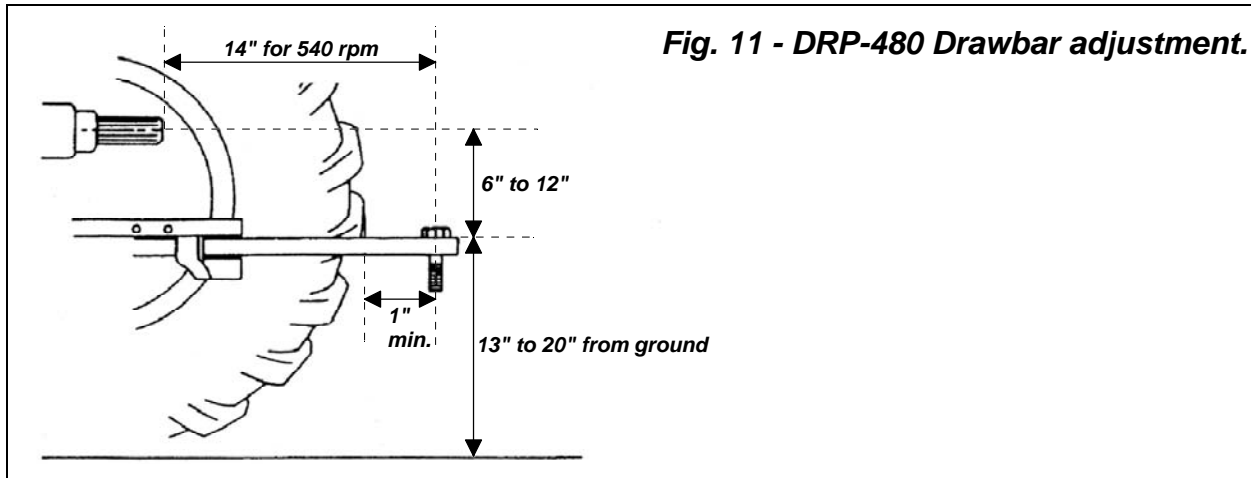 Fig. 11 - DRP-480 Drawbar adjustment.
14" for 540 rpm
6" to 12"
1"
min.
13" to 20" from ground